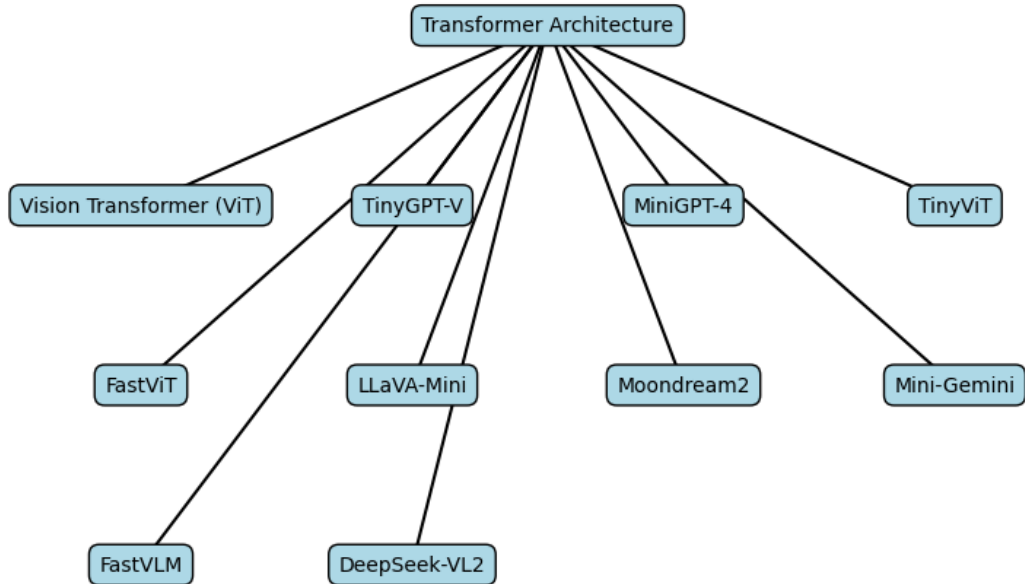 Transformer Architecture
Vision Transformer (ViT)
TinyGPT-V
MiniGPT-4
TinyViT
FastViT
LLaVA-Mini
Moondream2
Mini-Gemini
FastVLM
DeepSeek-VL2